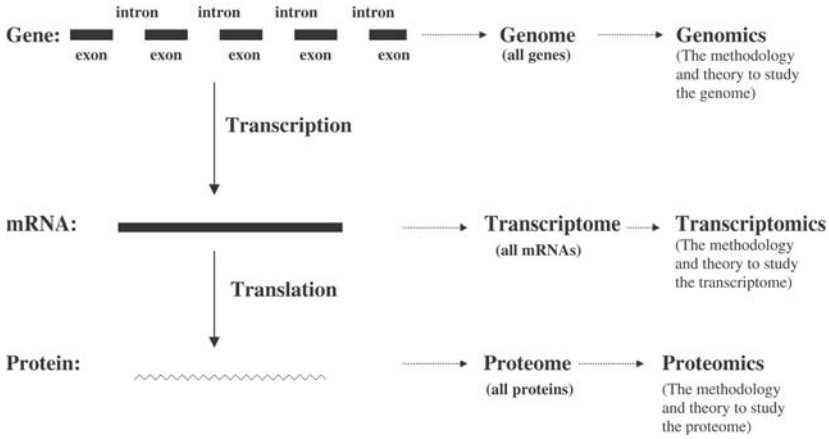 intron intron intron intron
Gene: Genome Genomics
exon exon exon exon exon
(all genes)
(The methodology
and theory to study
the genome)
Transcription
mRNA: Transcriptome Transcriptomics
(all mRNAs)
(The methodology
and theory to study
the transcriptome)
Translation
Protein: Proteome Proteomics
(all proteins)
(The methodology
and theory to study
the proteome)